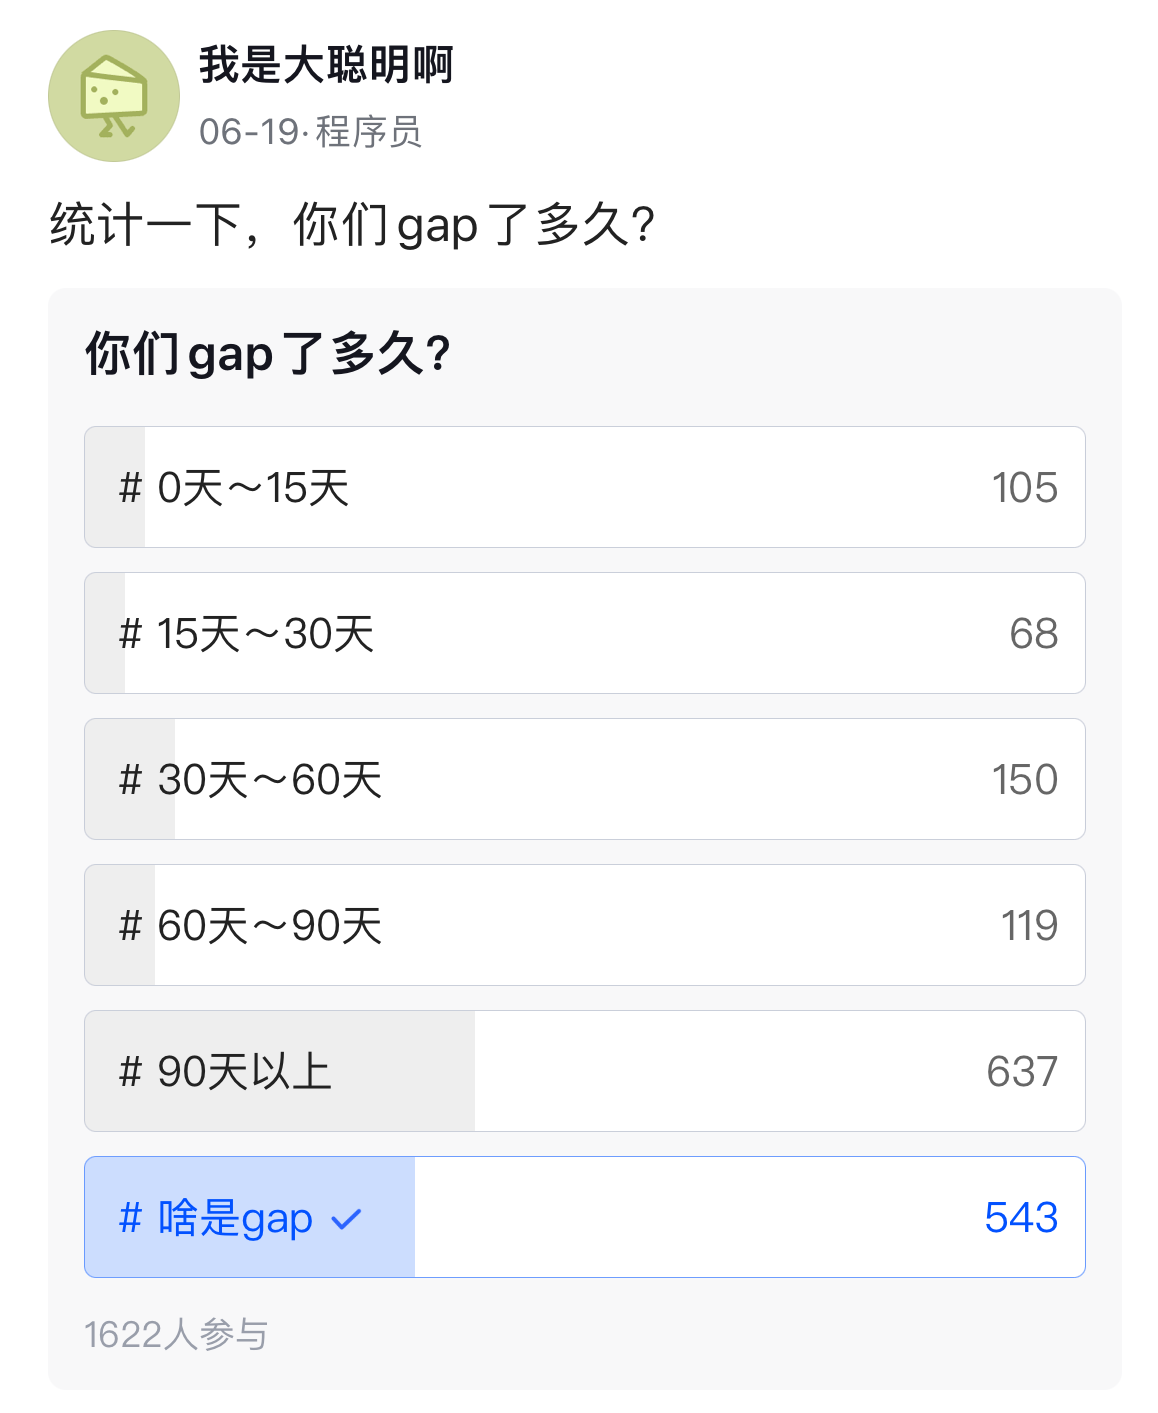 我是大聪明啊
06-19·程序员
统计一下，你们gap了多久?
你们gap了多久?
# 0天～15天 105
# 15天～30天 68
# 30天～60天 150
# 60天～90天 119
# 90天以上 637
# 啥是gap ✓ 543
1622人参与